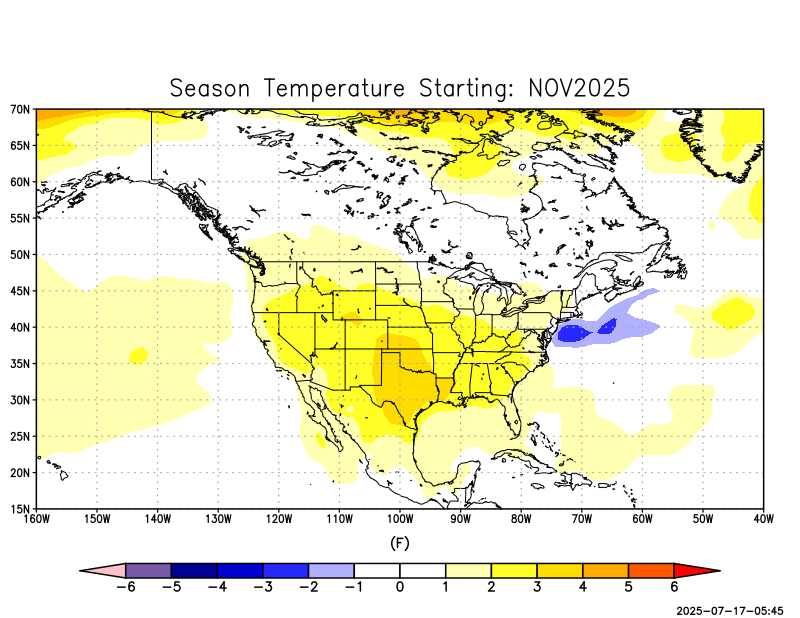 Season Temperature Starting: NOV2025
70N
65N
60N
55N
50N
45N
40N
35N
30N
25N
20N
15N
160W 150W 140W 130W 120W 110W 100W 90W 80W 70W 60W 50W 40W
(F)
-6 -5 -4 -3 -2 -1 0 1 2 3 4 5 6
2025-07-17-05:45